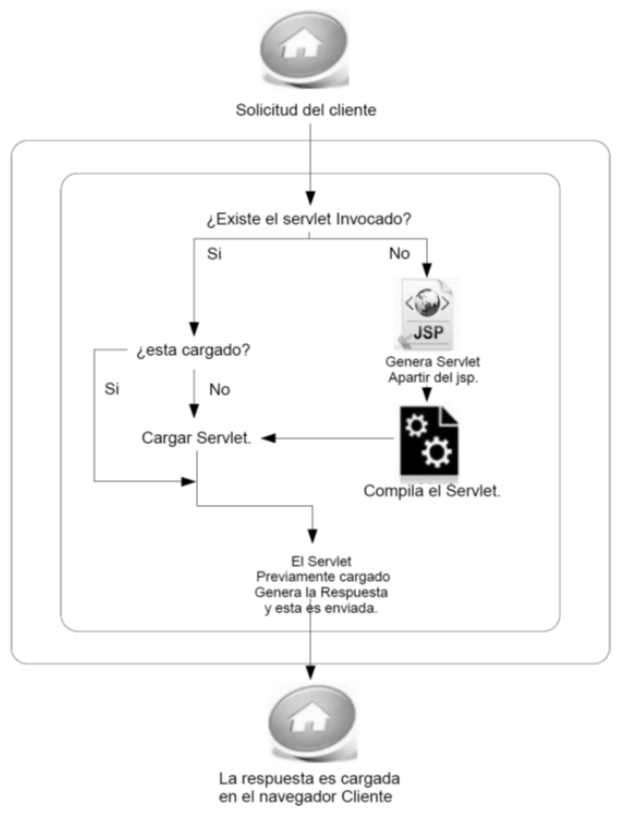 Solicitud del cliente
¿Existe el servlet Invocado?
Si
No
JSP
¿esta cargado?
Genera Servlet
Apartir del jsp.
Si
No
Cargar Servlet.
Compila el Servlet.
El Servlet
Previamente cargado
Genera la Respuesta
y esta es enviada.
La respuesta es cargada
en el navegador Cliente